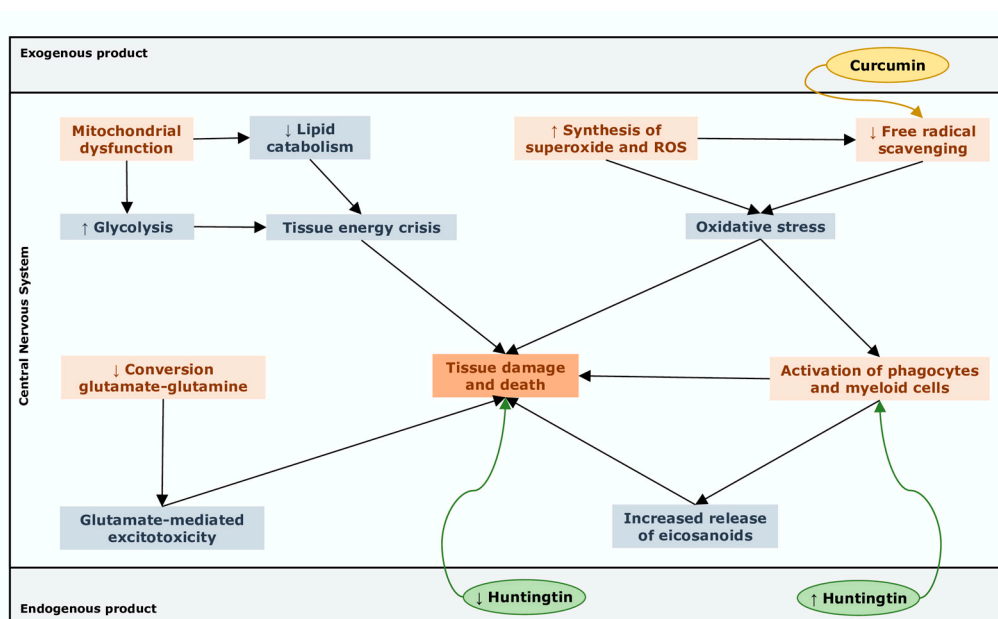 Exogenous product
Curcumin
Mitochondrial
dysfunction
↓ Lipid
catabolism
↑ Synthesis of
superoxide and ROS
↓ Free radical
scavenging
↑ Glycolysis
Tissue energy crisis
Oxidative stress
Central Nervous System
↓ Conversion
glutamate-glutamine
Tissue damage
and death
Activation of phagocytes
and myeloid cells
Glutamate-mediated
excitotoxicity
Increased release
of eicosanoids
↓ Huntingtin
↑ Huntingtin
Endogenous product